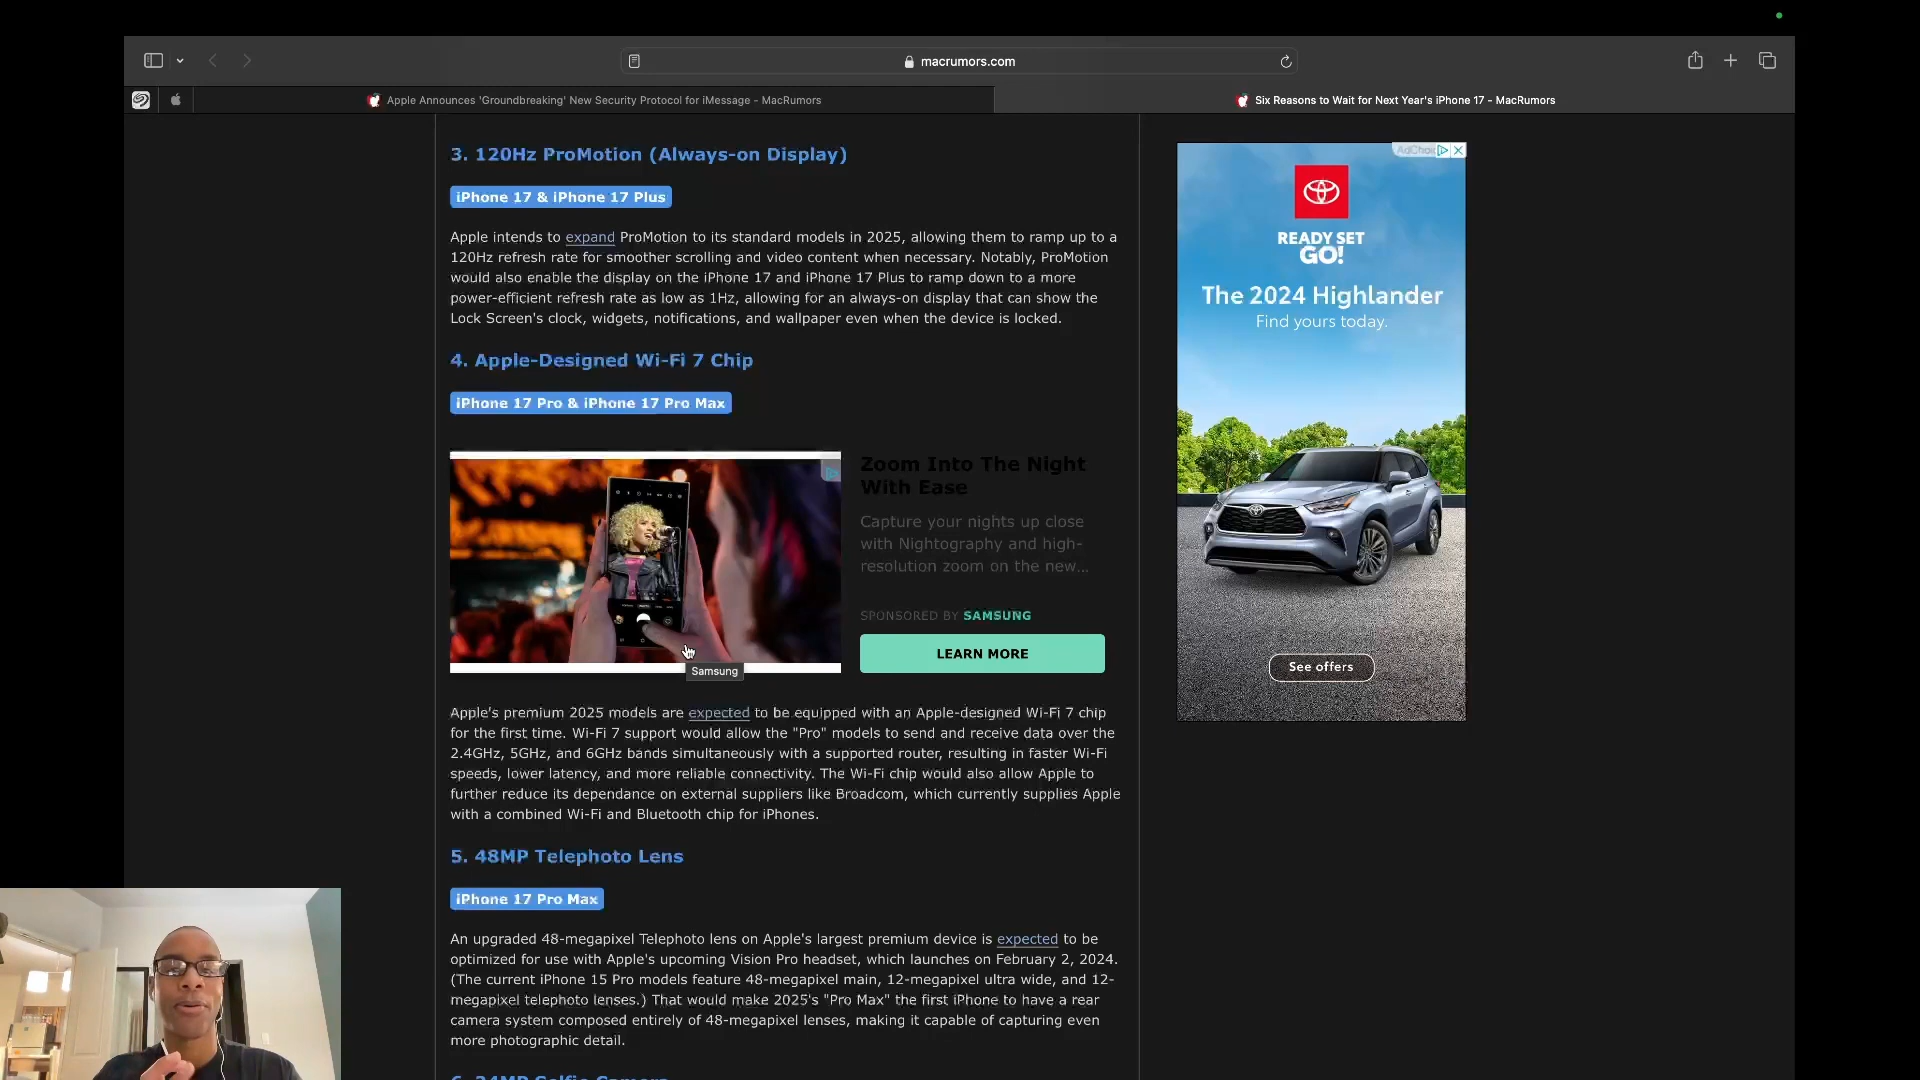 macrumors.com
Apple Announces 'Groundbreaking' New Security Protocol for iMessage - MacRumors
Six Reasons to Wait for Next Year's iPhone 17 - MacRumors
3. 120Hz ProMotion (Always-on Display)
iPhone 17 & iPhone 17 Plus
Apple intends to expand ProMotion to its standard models in 2025, allowing them to ramp up to a
120Hz refresh rate for smoother scrolling and video content when necessary. Notably, ProMotion
would also enable the display on the iPhone 17 and iPhone 17 Plus to ramp down to a more
power-efficient refresh rate as low as 1Hz, allowing for an always-on display that can show the
Lock Screen's clock, widgets, notifications, and wallpaper even when the device is locked.
4. Apple-Designed Wi-Fi 7 Chip
iPhone 17 Pro & iPhone 17 Pro Max
Zoom Into The Night
With Ease
Capture your nights up close
with Nightography and high-
resolution zoom on the new...
SPONSORED BY SAMSUNG
LEARN MORE
Samsung
Apple's premium 2025 models are expected to be equipped with an Apple-designed Wi-Fi 7 chip
for the first time. Wi-Fi 7 support would allow the "Pro" models to send and receive data over the
2.4GHz, 5GHz, and 6GHz bands simultaneously with a supported router, resulting in faster Wi-Fi
speeds, lower latency, and more reliable connectivity. The Wi-Fi chip would also allow Apple to
further reduce its dependance on external suppliers like Broadcom, which currently supplies Apple
with a combined Wi-Fi and Bluetooth chip for iPhones.
5. 48MP Telephoto Lens
iPhone 17 Pro Max
An upgraded 48-megapixel Telephoto lens on Apple's largest premium device is expected to be
optimized for use with Apple's upcoming Vision Pro headset, which launches on February 2, 2024.
(The current iPhone 15 Pro models feature 48-megapixel main, 12-megapixel ultra wide, and 12-
megapixel telephoto lenses.) That would make 2025's "Pro Max" the first iPhone to have a rear
camera system composed entirely of 48-megapixel lenses, making it capable of capturing even
more photographic detail.
6. 24MP Selfie Camera
AdChoices
READY SET
GO!
The 2024 Highlander
Find yours today.
See offers